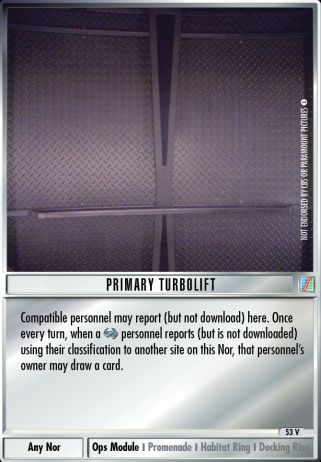 NOT ENDORSED BY CBS OR PARAMOUNT PICTURES
PRIMARY TURBOLIFT
Compatible personnel may report (but not download) here. Once
every turn, when a personnel reports (but is not downloaded)
using their classification to another site on this Nor, that personnel's
owner may draw a card.
53 V
Any Nor
Ops Module | Promenade | Habitat Ring | Docking Ring